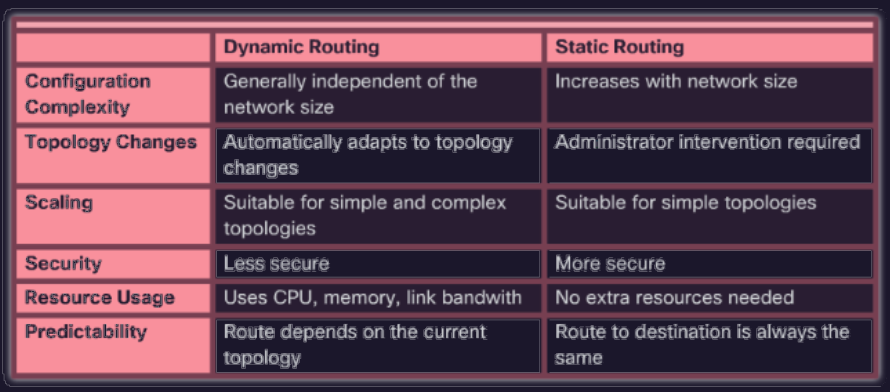 Dynamic Routing
Static Routing
Configuration
Complexity
Generally independent of the
network size
Increases with network size
Topology Changes
Automatically adapts to topology
changes
Administrator intervention required
Scaling
Suitable for simple and complex
topologies
Suitable for simple topologies
Security
Less secure
More secure
Resource Usage
Uses CPU, memory, link bandwith
No extra resources needed
Predictability
Route depends on the current
topology
Route to destination is always the
same